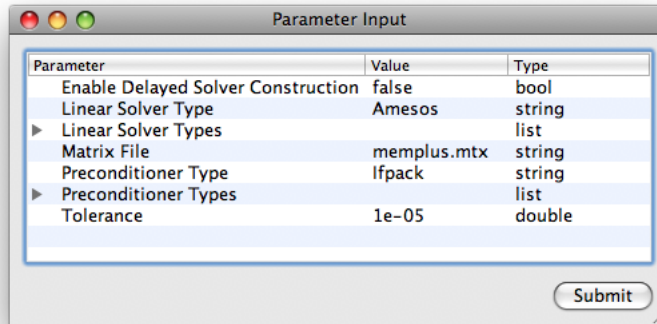 Parameter Input
Parameter Value Type
Enable Delayed Solver Construction false bool
Linear Solver Type Amesos string
Linear Solver Types list
Matrix File memplus.mtx string
Preconditioner Type Ifpack string
Preconditioner Types list
Tolerance 1e-05 double
Submit